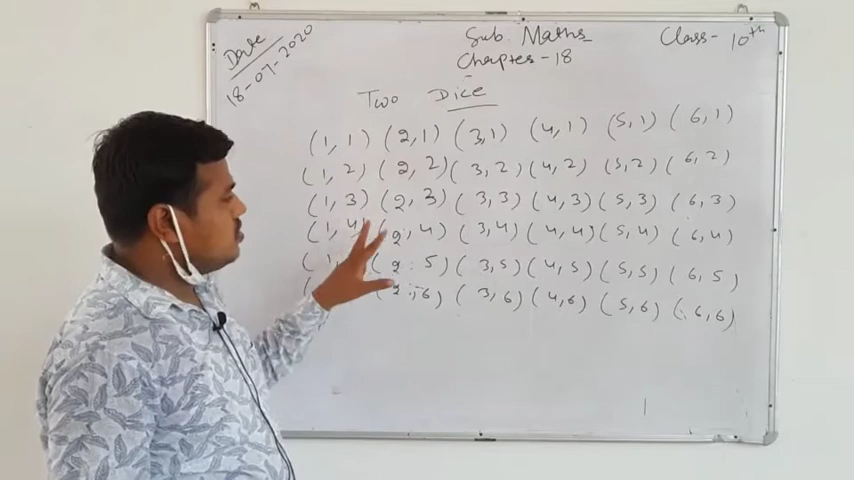 Date
18-07-2020
Sub Maths
Class- 10th
Chapter-18
Two Dice
(1, 1) (2,1) (3,1) (4,1) (5,1) (6,1)
(1, 2) (2, 2) (3, 2) (4,2) (5,2) (6,2)
(1, 3) (2, 3) (3,3) (4,3) (5,3) (6,3)
(1, 4) (2, 4) (3,4) (4,4) (5,4) (6,4)
(1, (2, 5) (3,5) (4,5) (5,5) (6,5)
(2, 6) (3,6) (4,6) (5,6) (6,6)